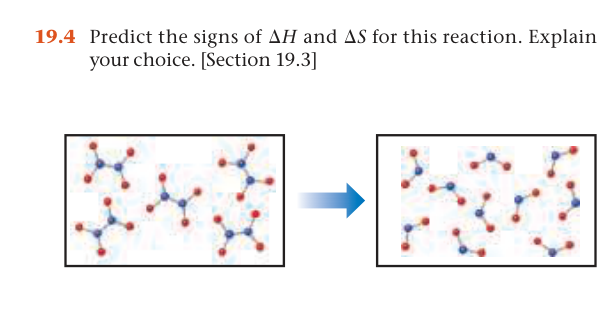 19.4 Predict the signs of ΔH and ΔS for this reaction. Explain
your choice. [Section 19.3]